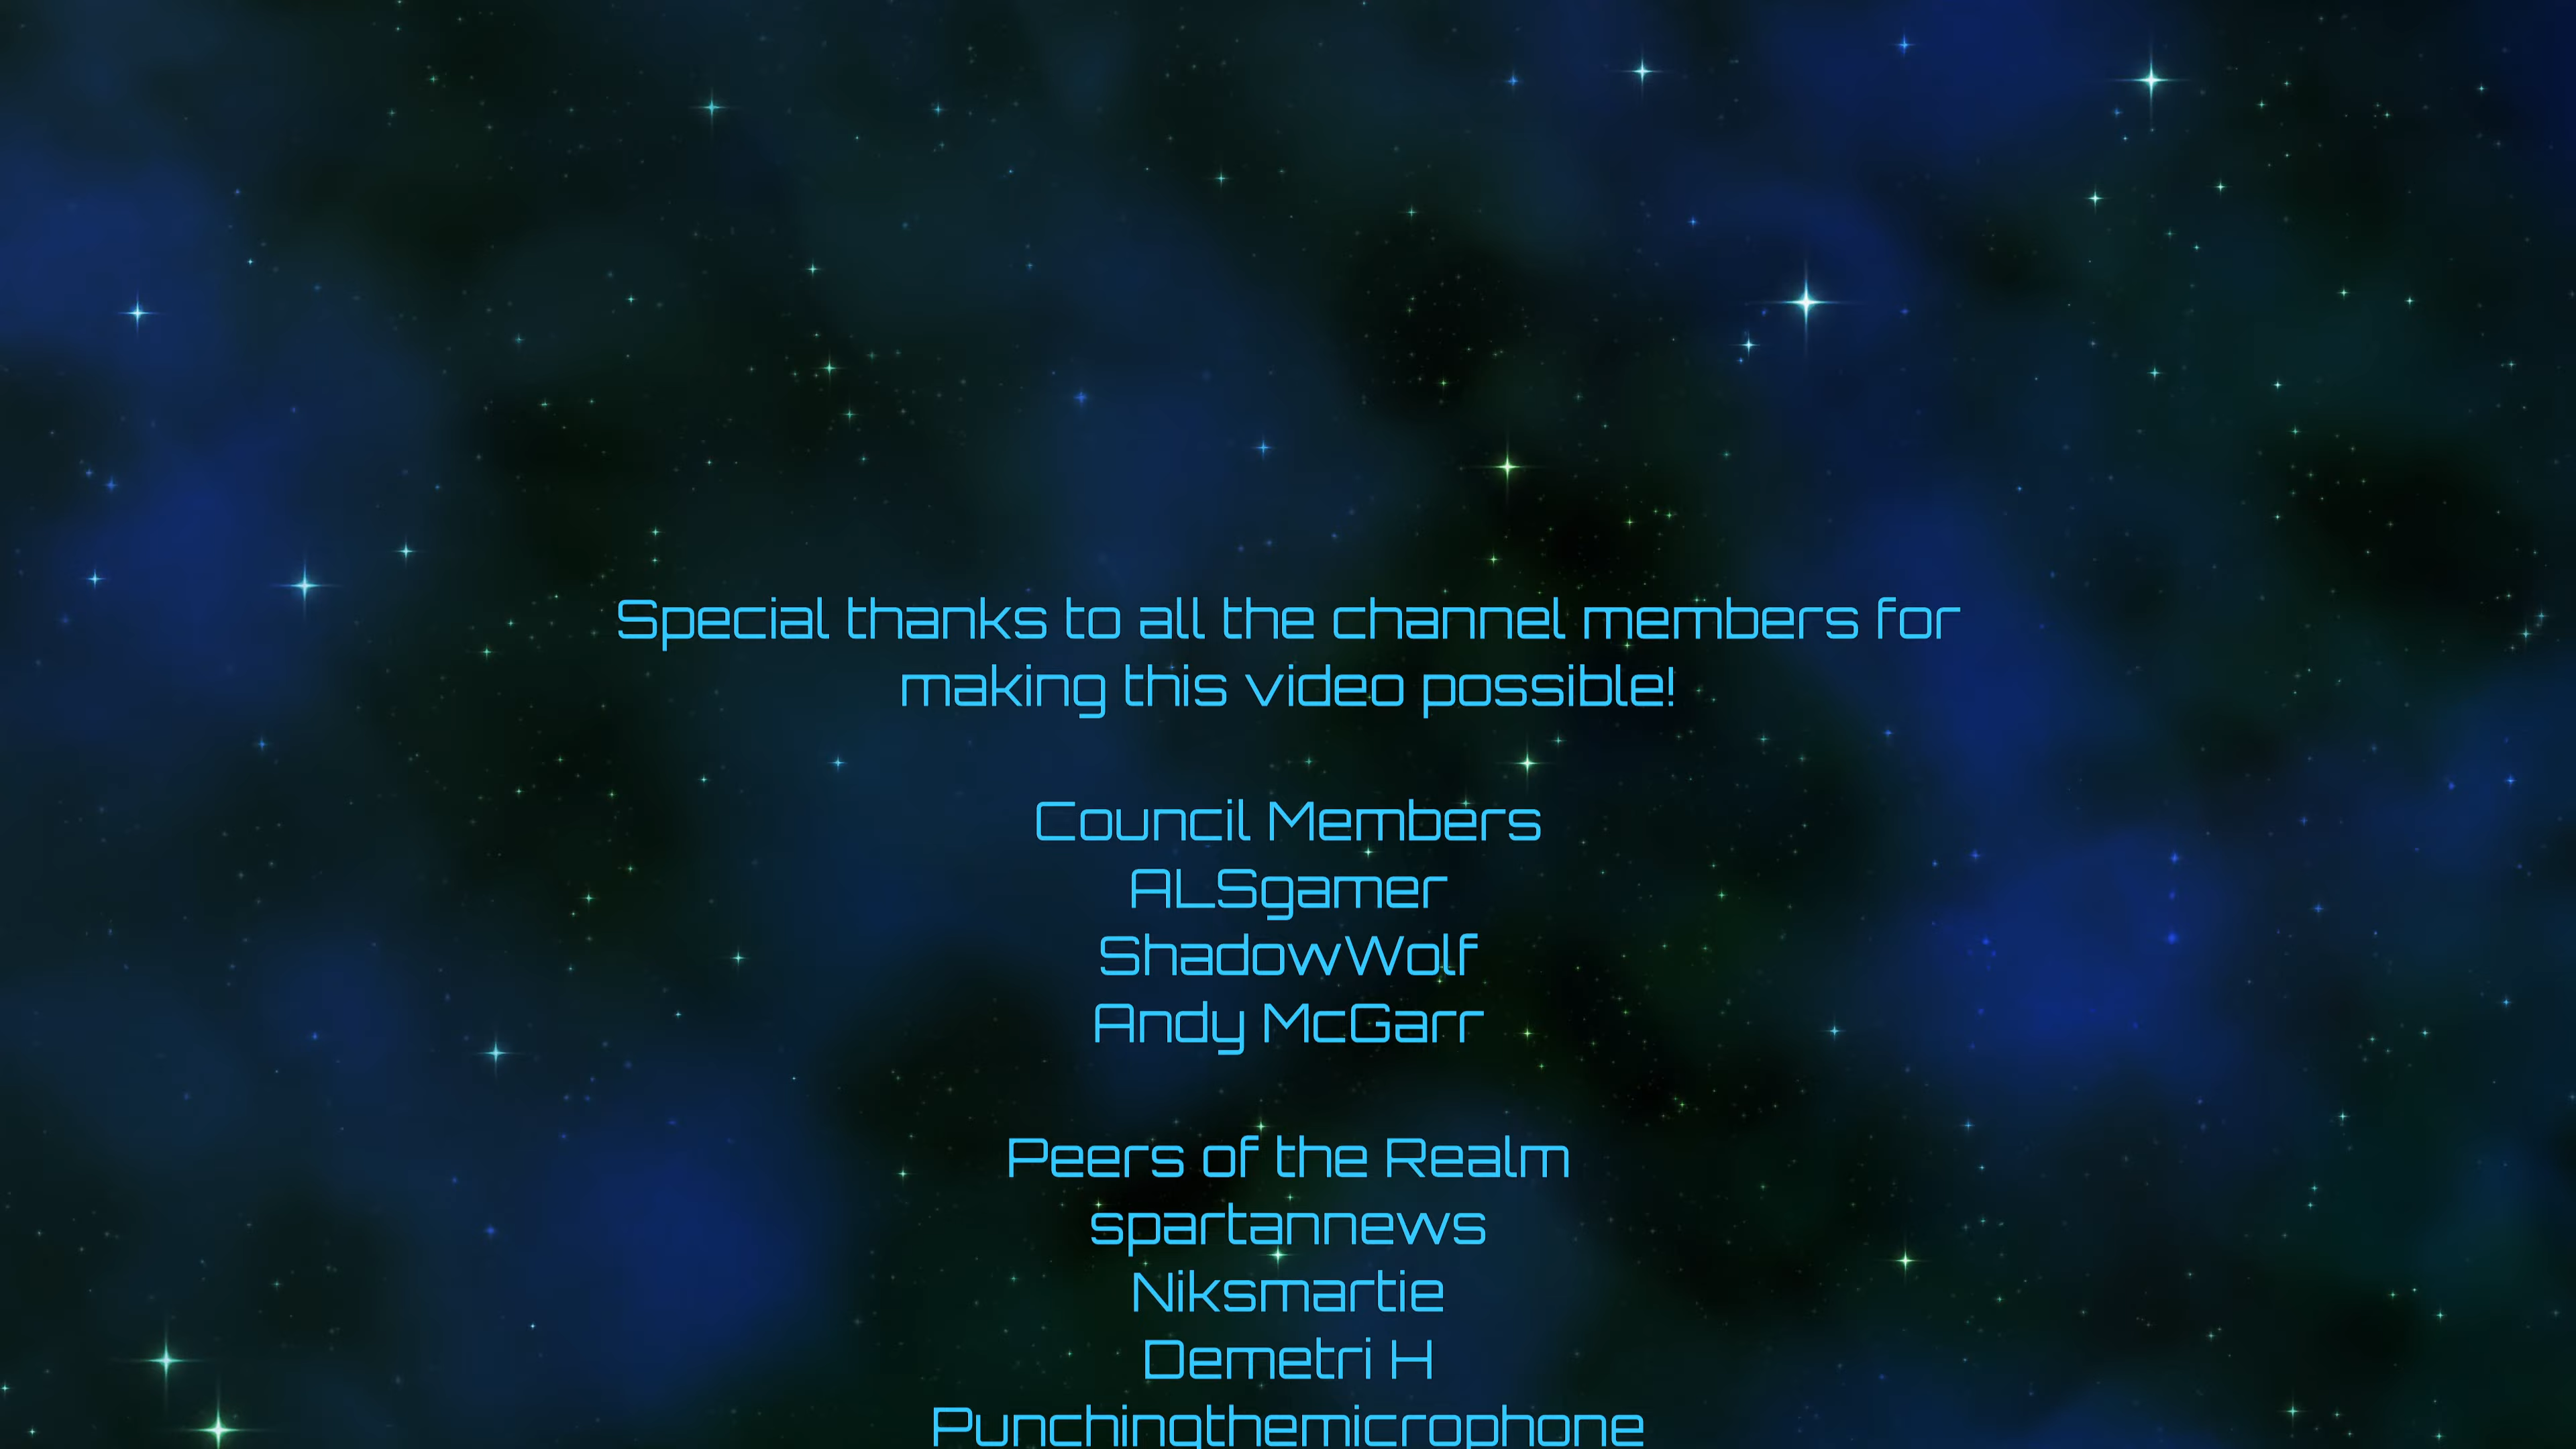 Special thanks to all the channel members for
making this video possible!
Council Members
ALSgamer
ShadowWolf
Andy McGarr
Peers of the Realm
spartannews
Niksmartie
Demetri H
Punchingthemicrophone